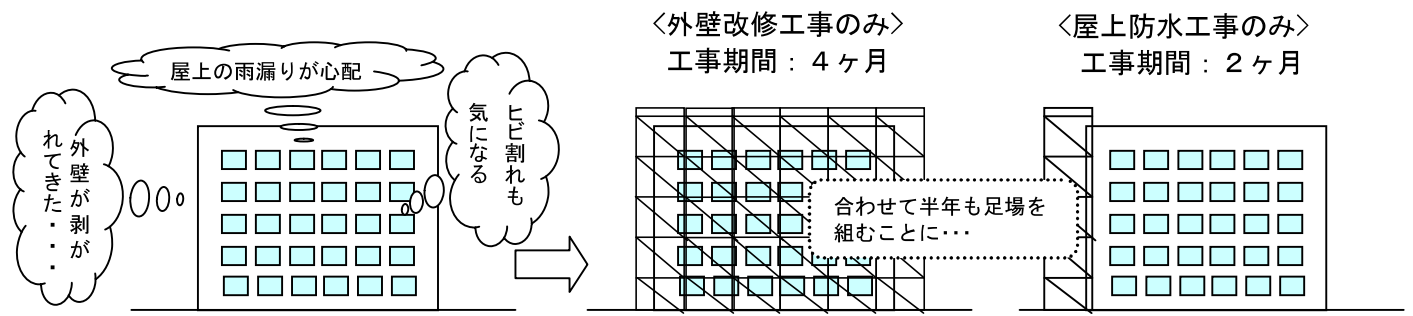 外壁が剥が
れてきた・・・・
屋上の雨漏りが心配
ヒビ割れも
気になる
<外壁改修工事のみ>
工事期間：４ヶ月
合わせて半年も足場を
組むことに･･･
<屋上防水工事のみ>
工事期間：２ヶ月